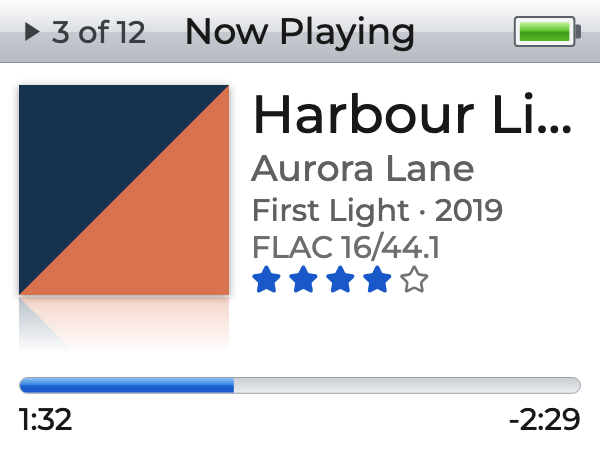 3 of 12 Now Playing
Harbour Li...
Aurora Lane
First Light · 2019
FLAC 16/44.1
1:32 -2:29